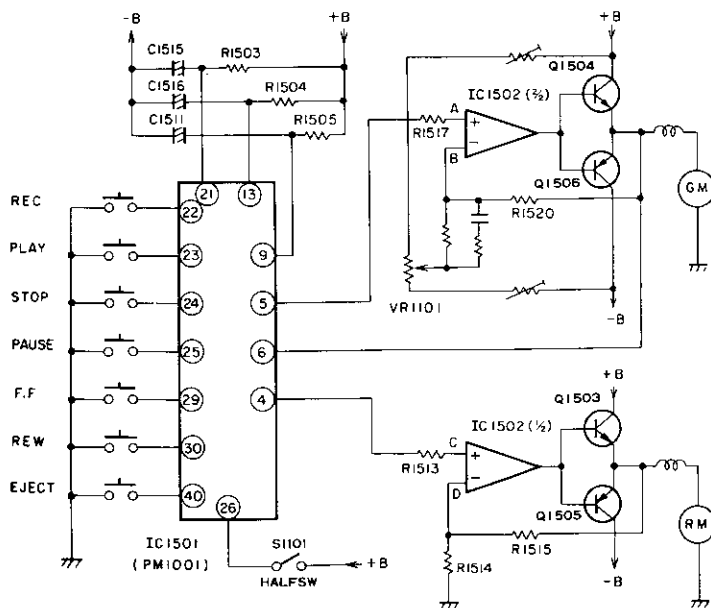 -B
+B
C1515
R1503
C1516
R1504
C1511
R1505
+B
Q1504
IC1502 (2/2)
A
R1517
B
+
−
Q1506
GM
R1520
VR1101
-B
REC
PLAY
STOP
PAUSE
F.F
REW
EJECT
21
13
22
23
9
24
5
25
6
29
4
30
40
26
IC1501
(PM1001)
S1101
HALFSW
+B
+B
Q1503
IC1502 (1/2)
C
R1513
D
+
−
Q1505
RM
R1515
R1514
-B